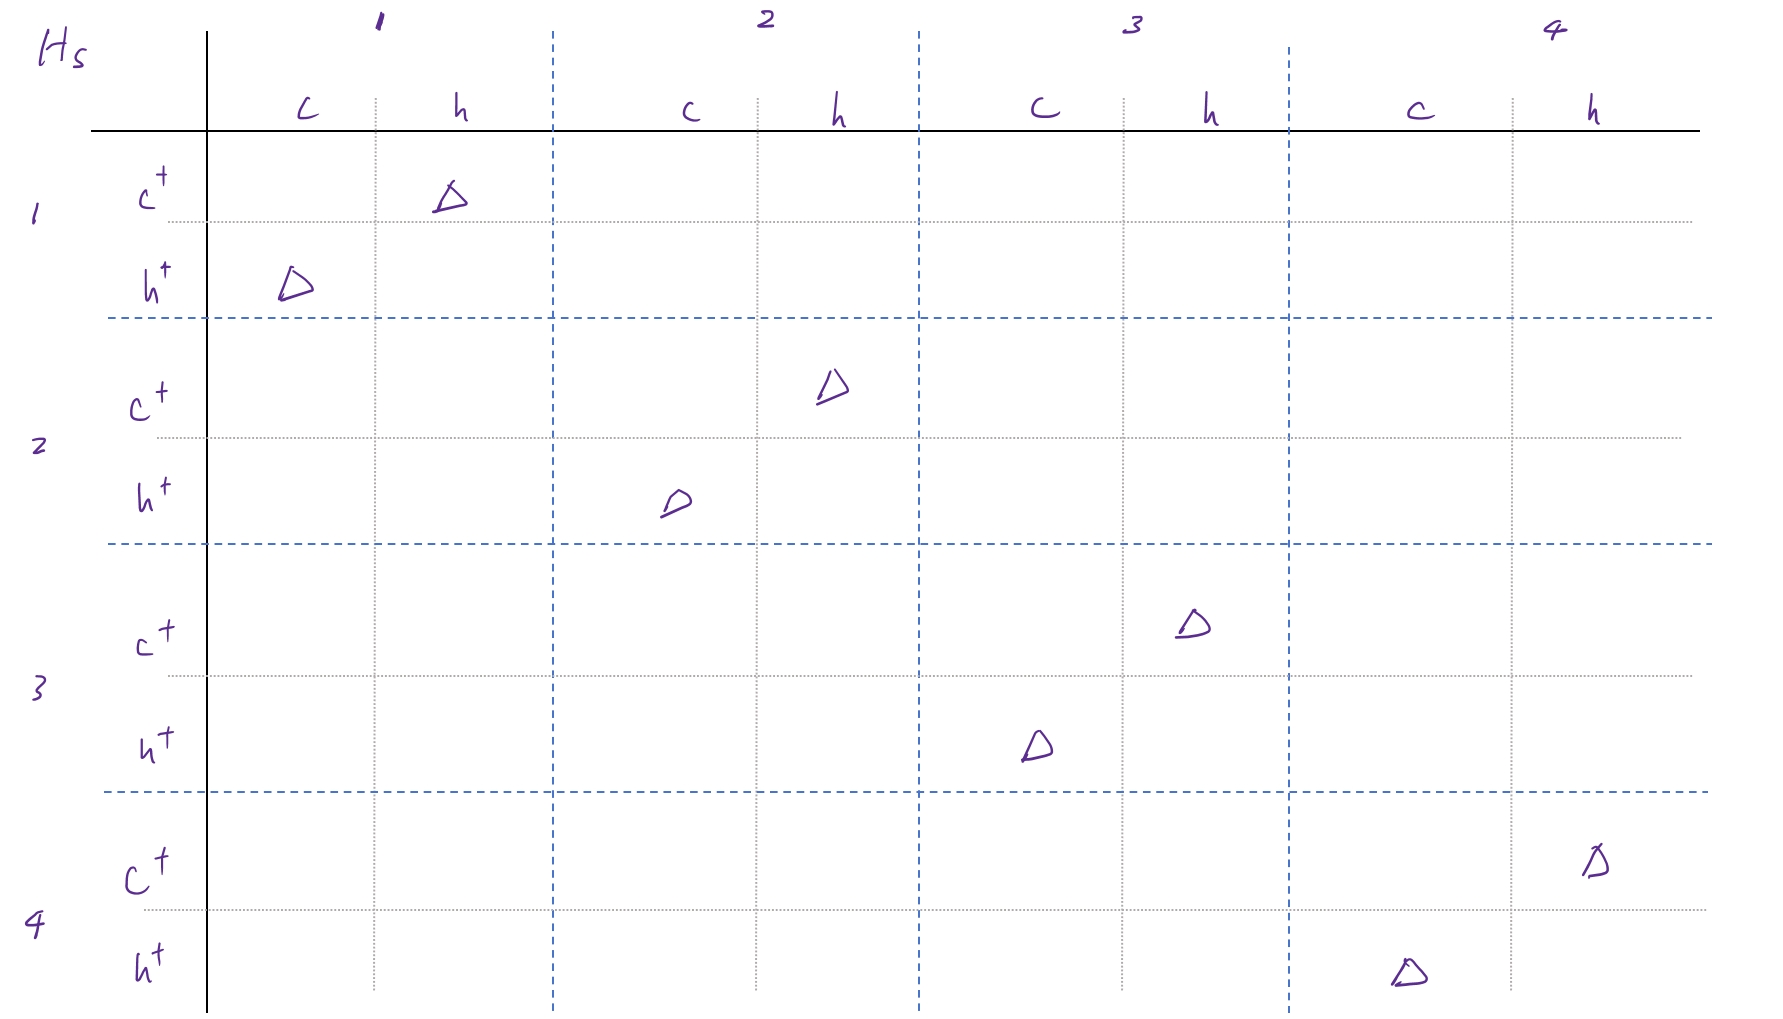 Hs 1 2 3 4
c h c h c h c h
1 c† Δ
h† Δ
2 c† Δ
h† Δ
3 c† Δ
h† Δ
4 c† Δ
h† Δ